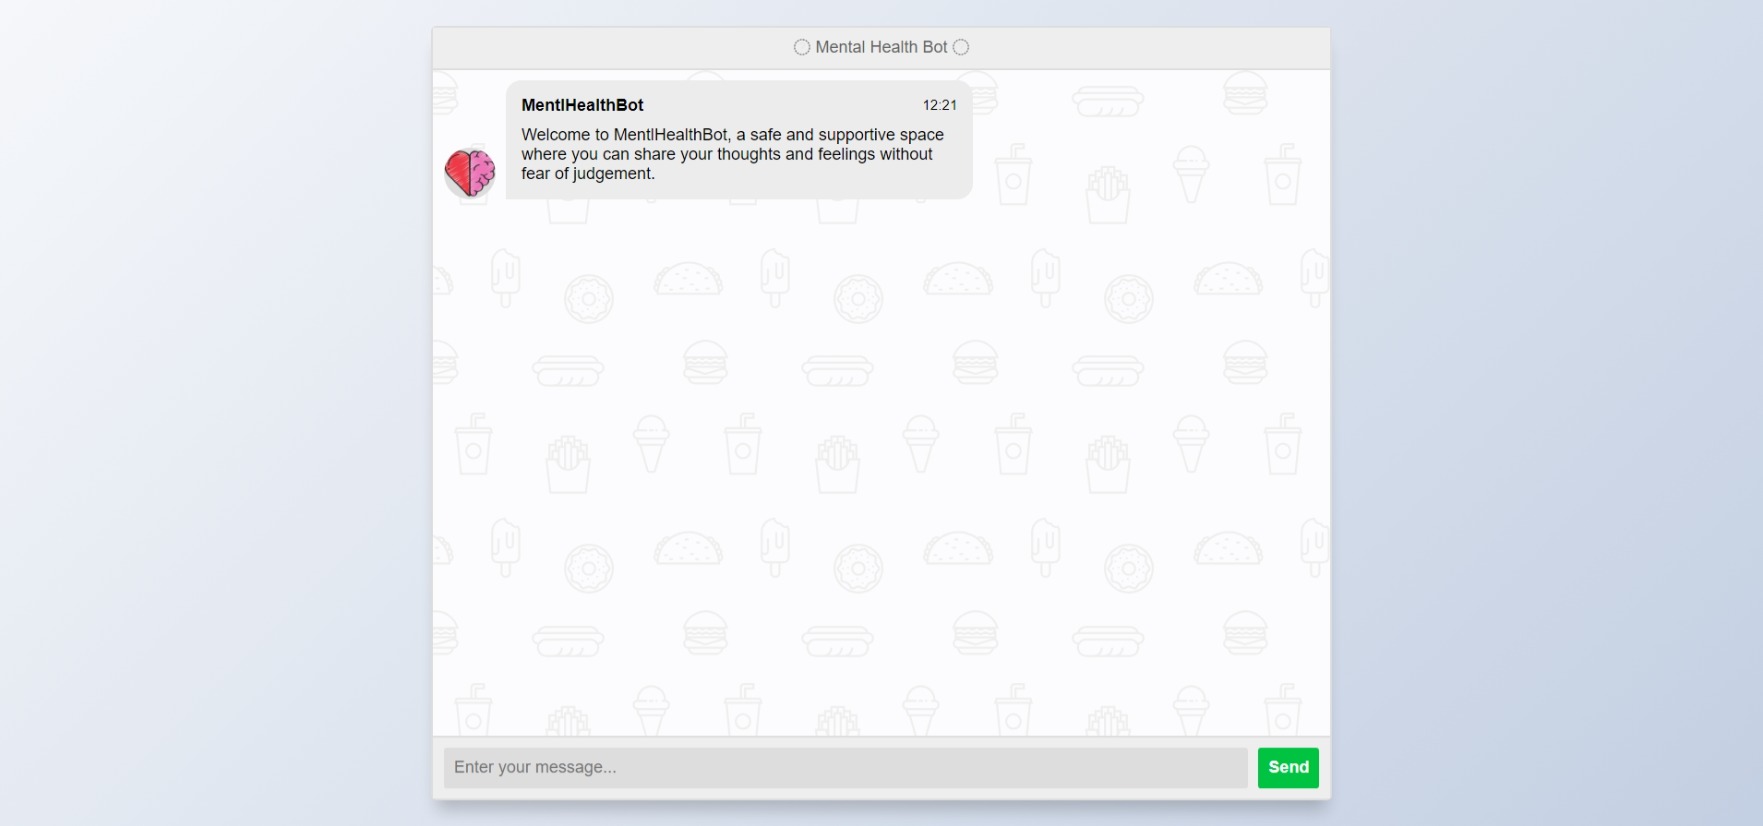 Mental Health Bot
MentlHealthBot 12:21
Welcome to MentlHealthBot, a safe and supportive space
where you can share your thoughts and feelings without
fear of judgement.
Enter your message...
Send